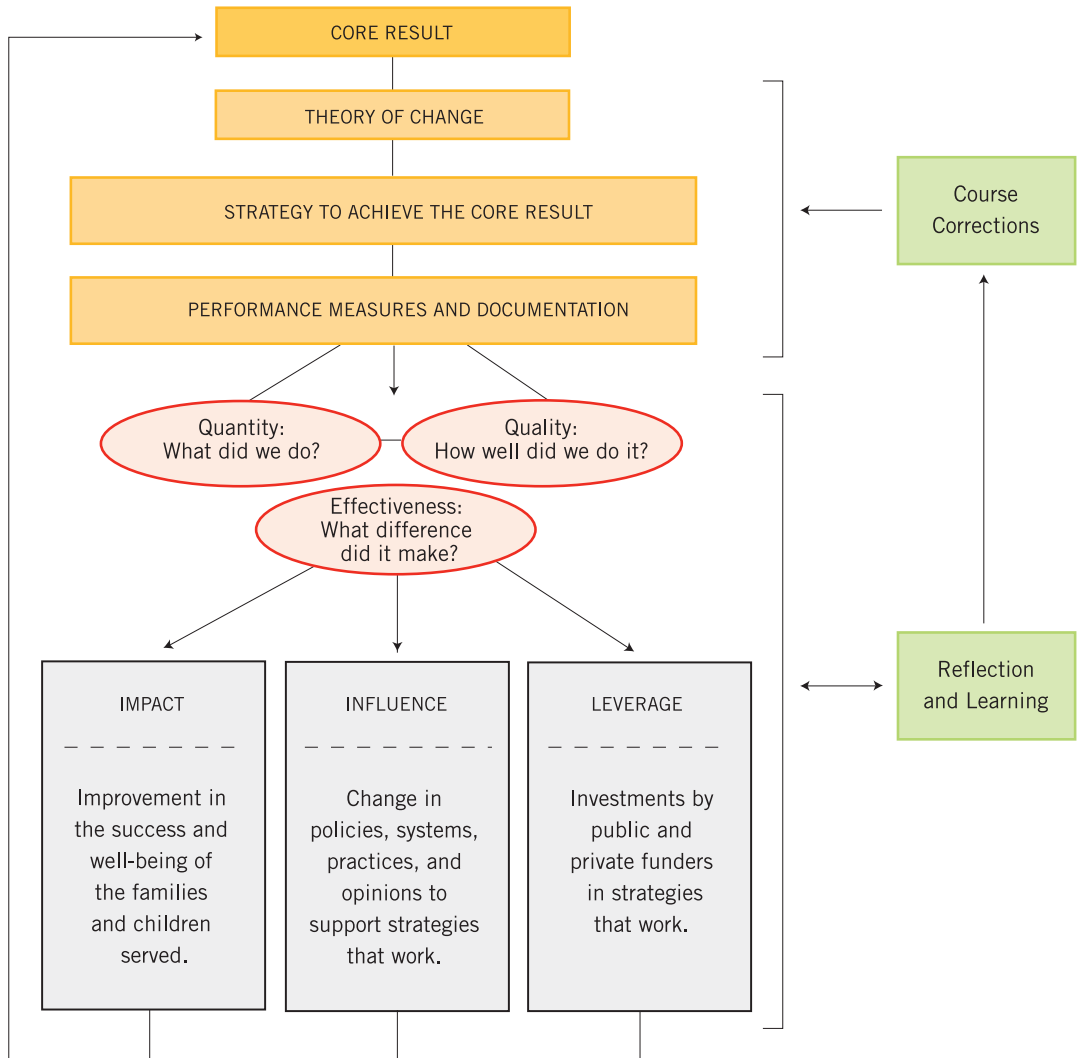 CORE RESULT
THEORY OF CHANGE
STRATEGY TO ACHIEVE THE CORE RESULT
Course
Corrections
PERFORMANCE MEASURES AND DOCUMENTATION
Quantity:
What did we do?
Quality:
How well did we do it?
Effectiveness:
What difference
did it make?
IMPACT
Improvement in
the success and
well-being of
the families
and children
served.
INFLUENCE
Change in
policies, systems,
practices, and
opinions to
support strategies
that work.
LEVERAGE
Investments by
public and
private funders
in strategies
that work.
Reflection
and Learning